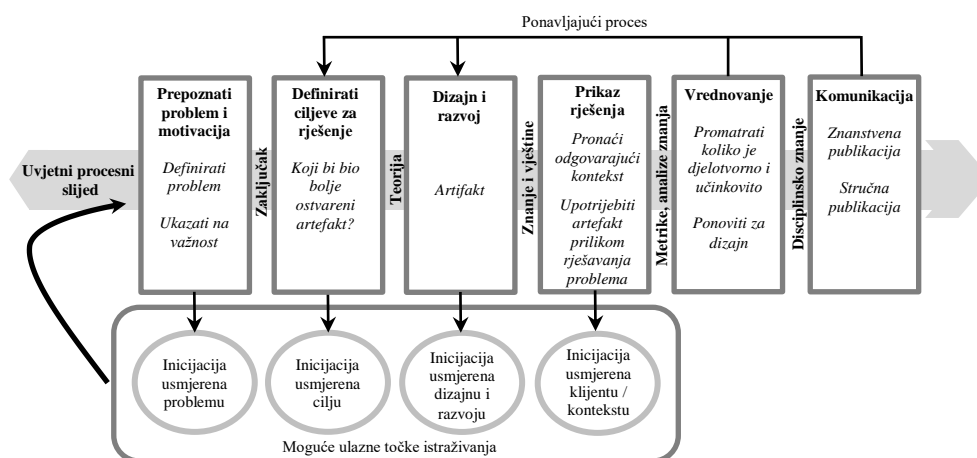 Ponavljajući proces
Uvjetni procesni
slijed
Prepoznati
problem i
motivacija
Definirati
problem
Ukazati na
važnost
Zaključak
Definirati
ciljeve za
rješenje
Koji bi bio
bolje
ostvareni
artefakt?
Teorija
Dizajn i
razvoj
Artifakt
Znanje i vještine
Prikaz
rješenja
Pronaći
odgovarajući
kontekst
Upotrijebiti
artefakt
prilikom
rješavanja
problema
Metrike, analize znanja
Vrednovanje
Promatrati
koliko je
djelotvorno i
učinkovito
Ponoviti za
dizajn
Disciplinsko znanje
Komunikacija
Znanstvena
publikacija
Stručna
publikacija
Inicijacija
usmjerena
problemu
Inicijacija
usmjerena
cilju
Inicijacija
usmjerena
dizajnu i
razvoju
Inicijacija
usmjerena
klijentu /
kontekstu
Moguće ulazne točke istraživanja